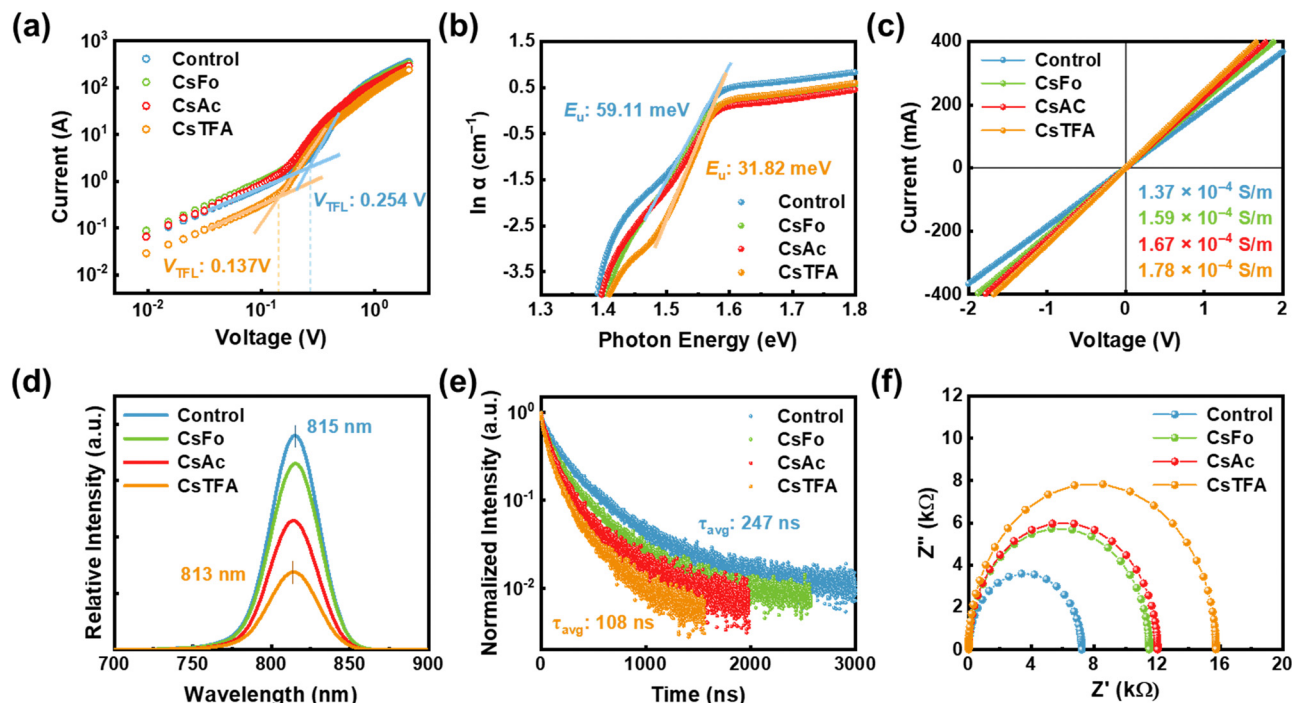 (a)
10³
10²
10¹
10⁰
10⁻¹
10⁻²
Current (A)
Control
CsFo
CsAc
CsTFA
V_TFL: 0.254 V
V_TFL: 0.137V
10⁻²
10⁻¹
10⁰
Voltage (V)
(b)
1.5
0.5
-0.5
-1.5
-2.5
-3.5
ln α (cm⁻¹)
E_u: 59.11 meV
E_u: 31.82 meV
Control
CsFo
CsAc
CsTFA
1.3 1.4 1.5 1.6 1.7 1.8
Photon Energy (eV)
(c)
400
200
0
-200
-400
Current (mA)
Control
CsFo
CsAC
CsTFA
1.37 × 10⁻⁴ S/m
1.59 × 10⁻⁴ S/m
1.67 × 10⁻⁴ S/m
1.78 × 10⁻⁴ S/m
-2 -1 0 1 2
Voltage (V)
(d)
Relative Intensity (a.u.)
Control
CsFo
CsAc
CsTFA
815 nm
813 nm
700 750 800 850 900
Wavelength (nm)
(e)
10⁰
10⁻¹
10⁻²
Normalized Intensity (a.u.)
Control
CsFo
CsAc
CsTFA
τ_avg: 247 ns
τ_avg: 108 ns
0 1000 2000 3000
Time (ns)
(f)
12
10
8
6
4
2
0
Z'' (kΩ)
Control
CsFo
CsAc
CsTFA
0 4 8 12 16 20
Z' (kΩ)